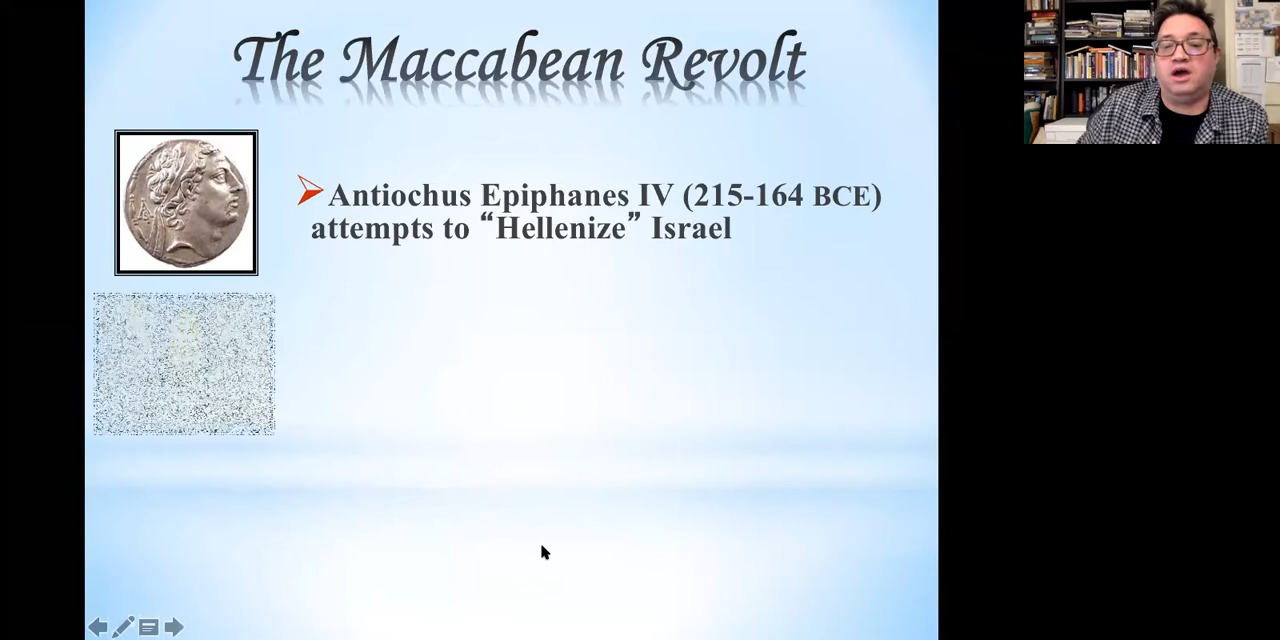 The Maccabean Revolt
Antiochus Epiphanes IV (215-164 BCE)
attempts to “Hellenize” Israel